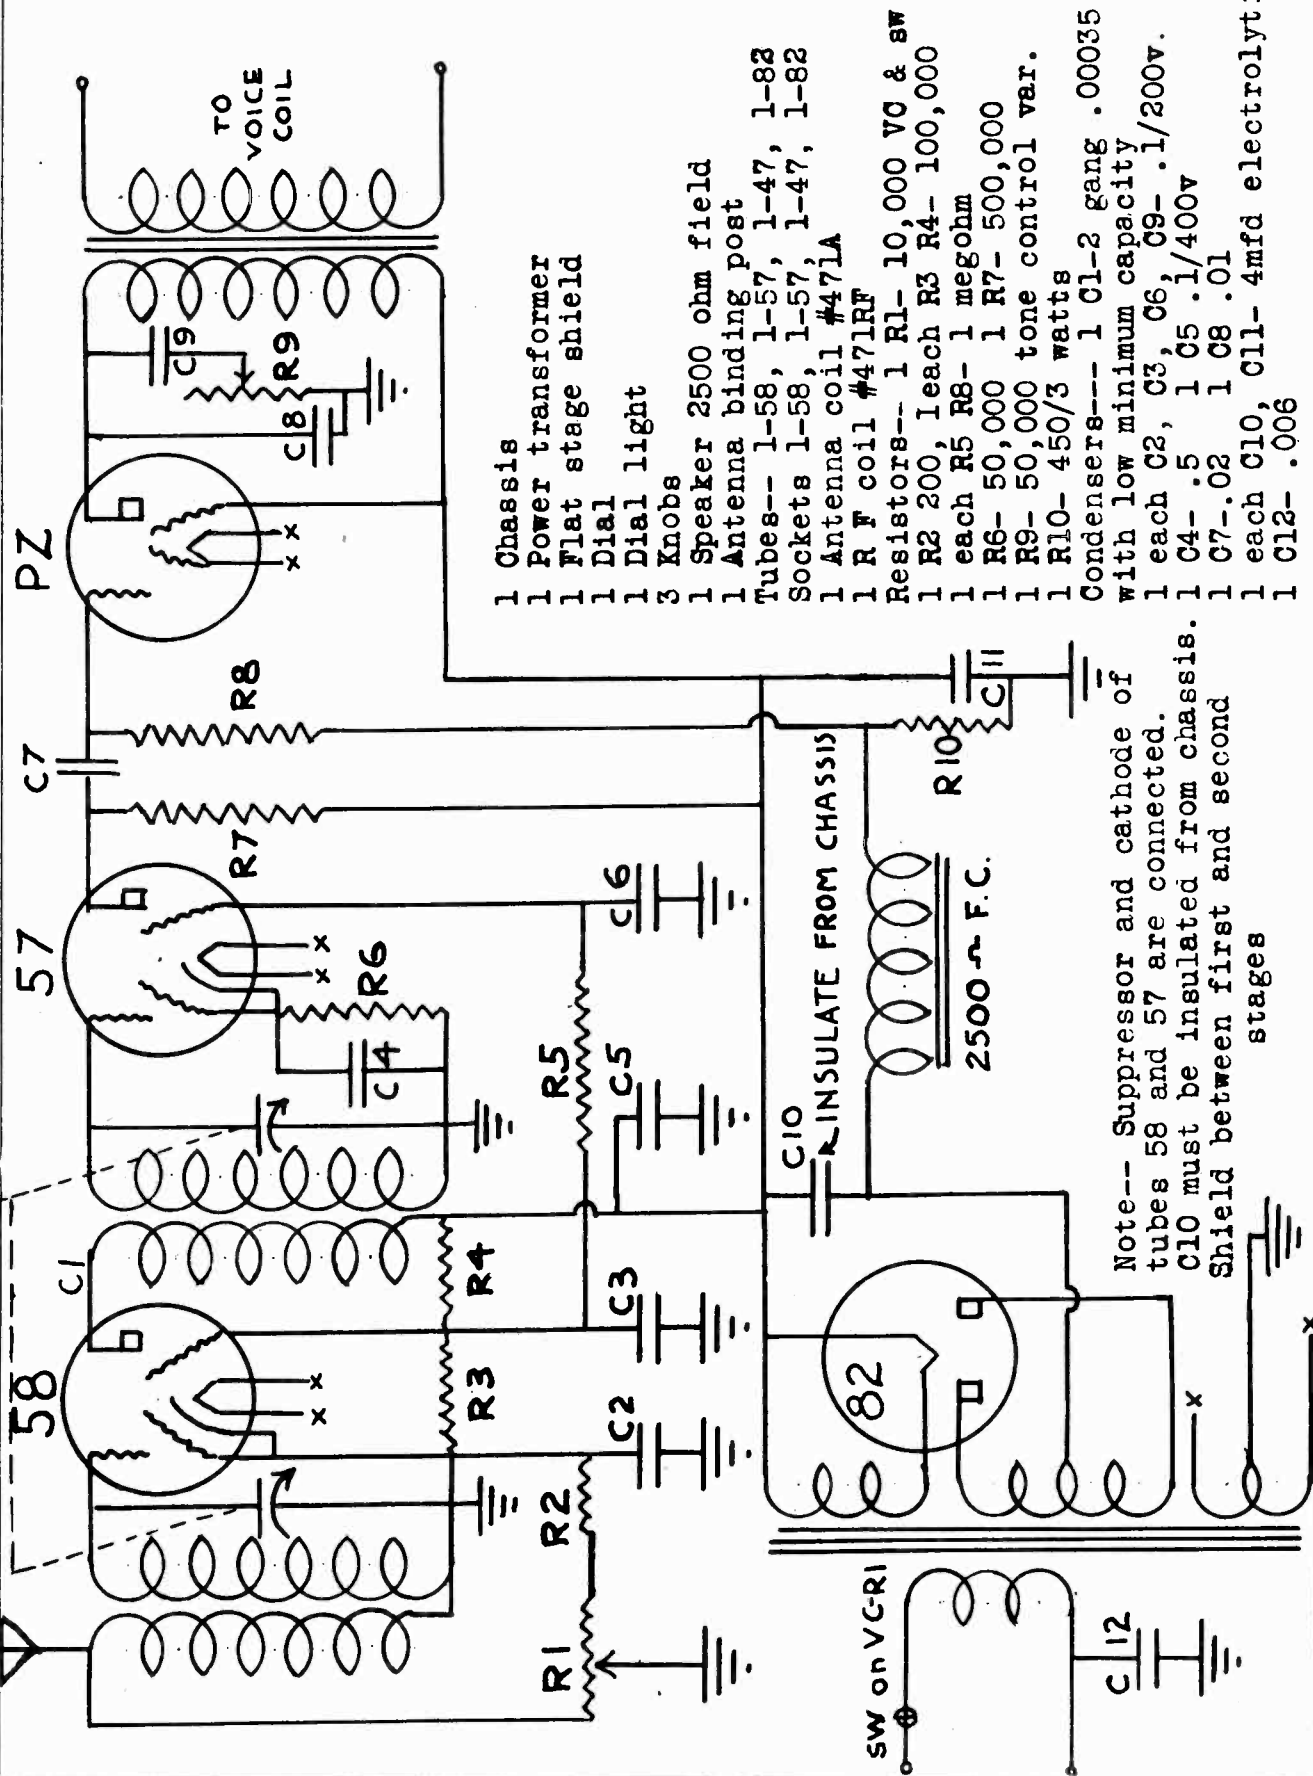 58
C1
57
C7
PZ
TO
VOICE
COIL
R1
R2
C2
R3
R4
C3
R5
C5
C4
R6
C6
R7
R8
C8
C9
R9
x
x
x
x
x
x
SW on VC-R1
C12
82
x
x
C10
INSULATE FROM CHASSIS
2500 Ω F.C.
R10
C11
Note-- Suppressor and cathode of
tubes 58 and 57 are connected.
C10 must be insulated from chassis.
Shield between first and second
stages
1 Chassis
1 Power transformer
1 Flat stage shield
1 Dial
1 Dial light
3 Knobs
1 Speaker 2500 ohm field
1 Antenna binding post
Tubes--- 1-58, 1-57, 1-47, 1-82
Sockets 1-58, 1-57, 1-47, 1-82
1 Antenna coil #471A
1 R F coil #471RF
Resistors-- 1 R1- 10,000 VC & sw
1 R2 200, 1each R3 R4- 100,000
1 each R5 R8- 1 megohm
1 R6- 50,000 1 R7- 500,000
1 R9- 50,000 tone control var.
1 R10- 450/3 watts
Condensers--- 1 C1-2 gang .00035
with low minimum capacity
1 each C2, C3, C6, C9- .1/200v.
1 C4- .5 1 C5 .1/400v
1 C7-.02 1 C8 .01
1 each C10, C11- 4mfd electrolyt
1 C12- .006